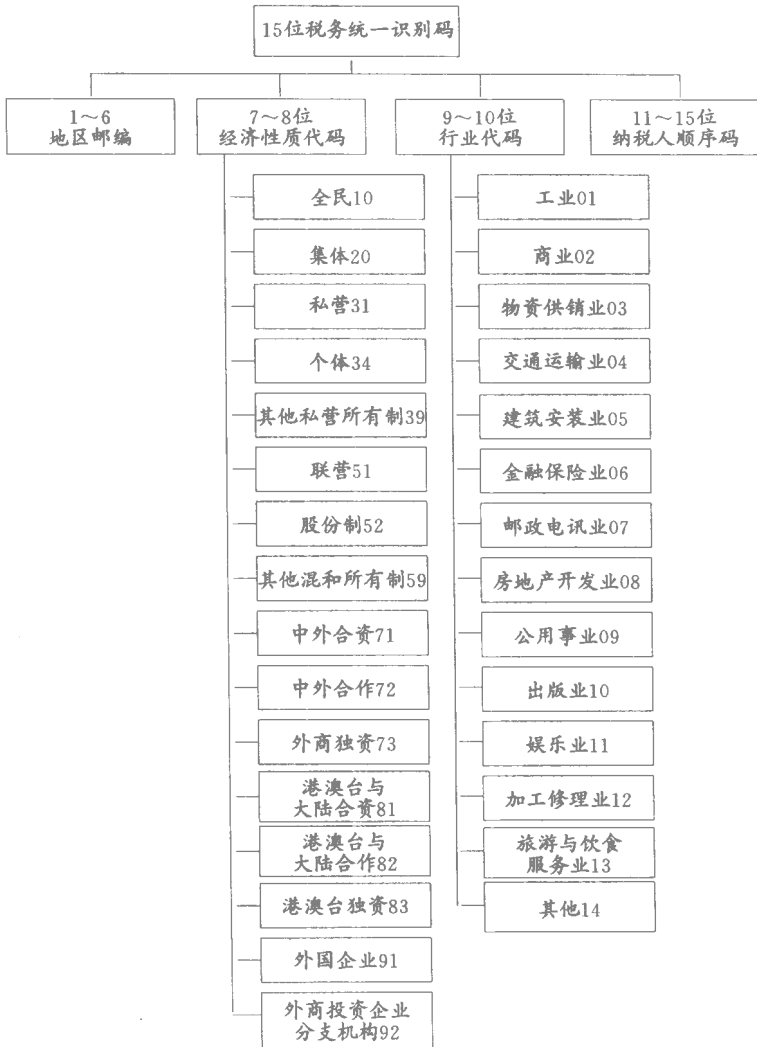 15位税务统一识别码
1～6
地区邮编
7～8位
经济性质代码
9～10位
行业代码
11～15位
纳税人顺序码
全民10
集体20
私营31
个体34
其他私营所有制39
联营51
股份制52
其他混和所有制59
中外合资71
中外合作72
外商独资73
港澳台与
大陆合资81
港澳台与
大陆合作82
港澳台独资83
外国企业91
外商投资企业
分支机构92
工业01
商业02
物资供销业03
交通运输业04
建筑安装业05
金融保险业06
邮政电讯业07
房地产开发业08
公用事业09
出版业10
娱乐业11
加工修理业12
旅游与饮食
服务业13
其他14